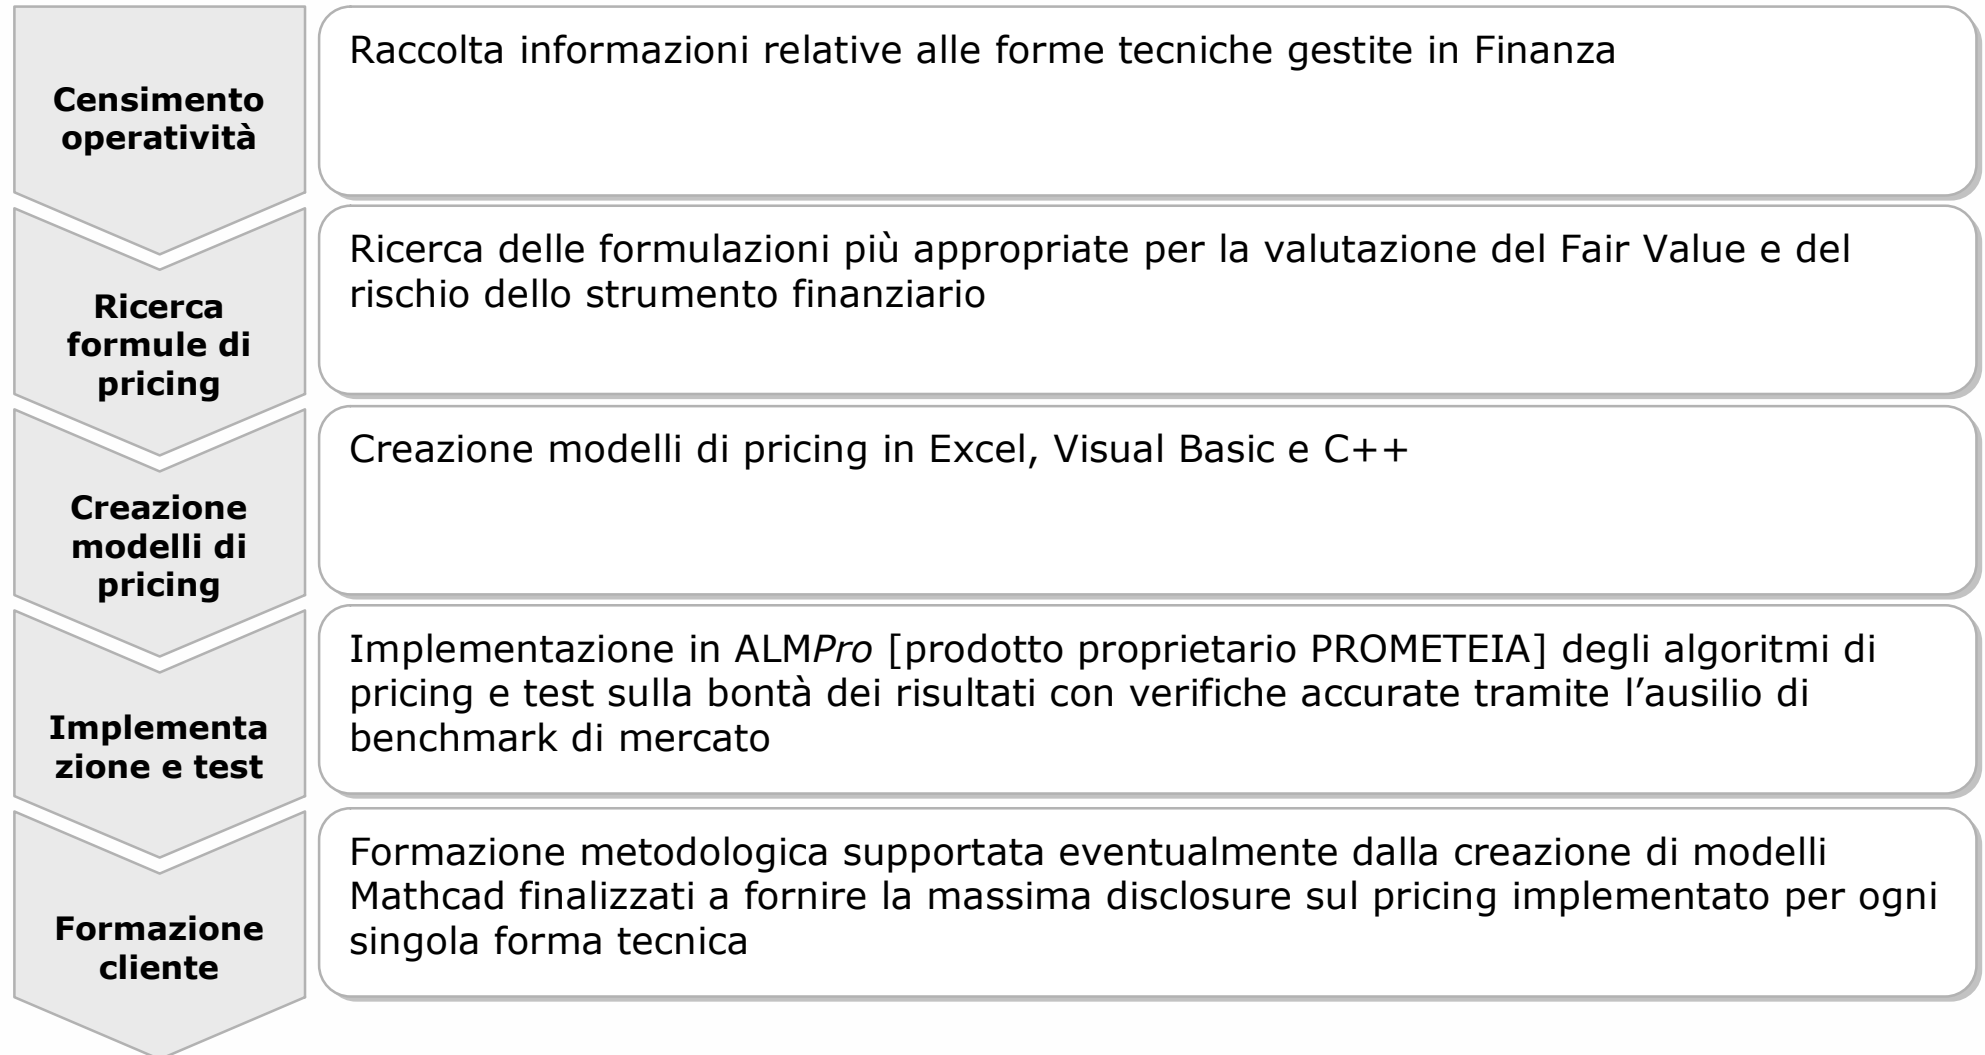 Censimento
operatività
Raccolta informazioni relative alle forme tecniche gestite in Finanza
Ricerca
formule di
pricing
Ricerca delle formulazioni più appropriate per la valutazione del Fair Value e del
rischio dello strumento finanziario
Creazione
modelli di
pricing
Creazione modelli di pricing in Excel, Visual Basic e C++
Implementa
zione e test
Implementazione in ALMPro [prodotto proprietario PROMETEIA] degli algoritmi di
pricing e test sulla bontà dei risultati con verifiche accurate tramite l’ausilio di
benchmark di mercato
Formazione
cliente
Formazione metodologica supportata eventualmente dalla creazione di modelli
Mathcad finalizzati a fornire la massima disclosure sul pricing implementato per ogni
singola forma tecnica